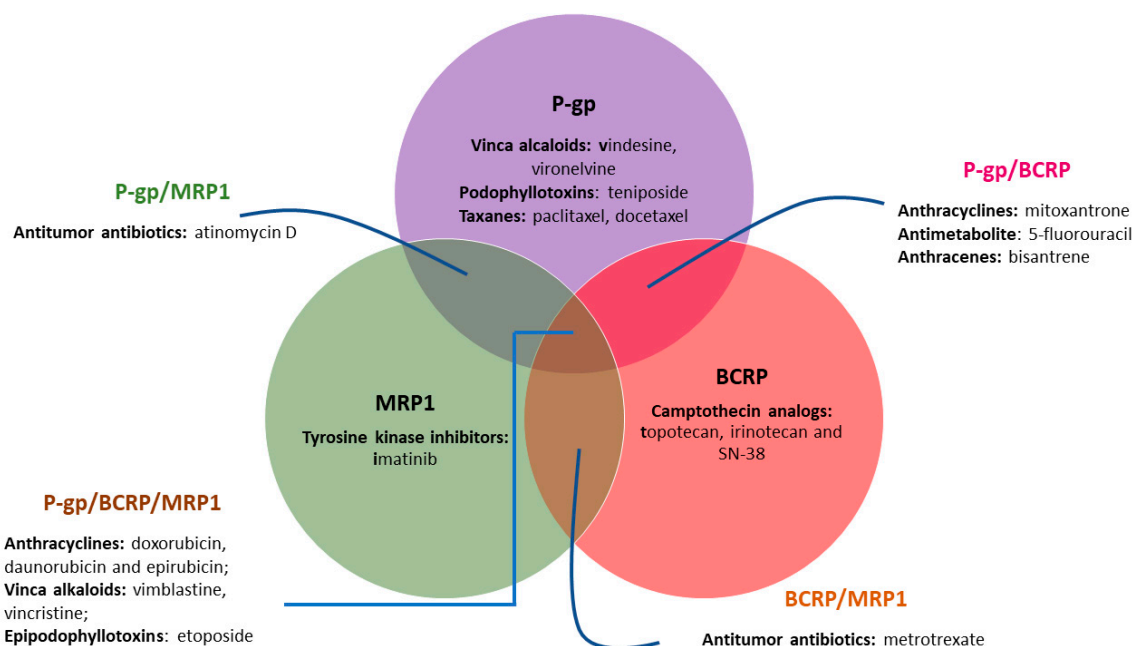 P-gp
Vinca alcaloids: vindesine,
vironelvine
Podophyllotoxins: teniposide
Taxanes: paclitaxel, docetaxel
P-gp/MRP1
Antitumor antibiotics: atinomycin D
P-gp/BCRP
Anthracyclines: mitoxantrone
Antimetabolite: 5-fluorouracil
Anthracenes: bisantrene
MRP1
Tyrosine kinase inhibitors:
imatinib
BCRP
Camptothecin analogs:
topotecan, irinotecan and
SN-38
P-gp/BCRP/MRP1
Anthracyclines: doxorubicin,
daunorubicin and epirubicin;
Vinca alkaloids: vimblastine,
vincristine;
Epipodophyllotoxins: etoposide
BCRP/MRP1
Antitumor antibiotics: metrotrexate